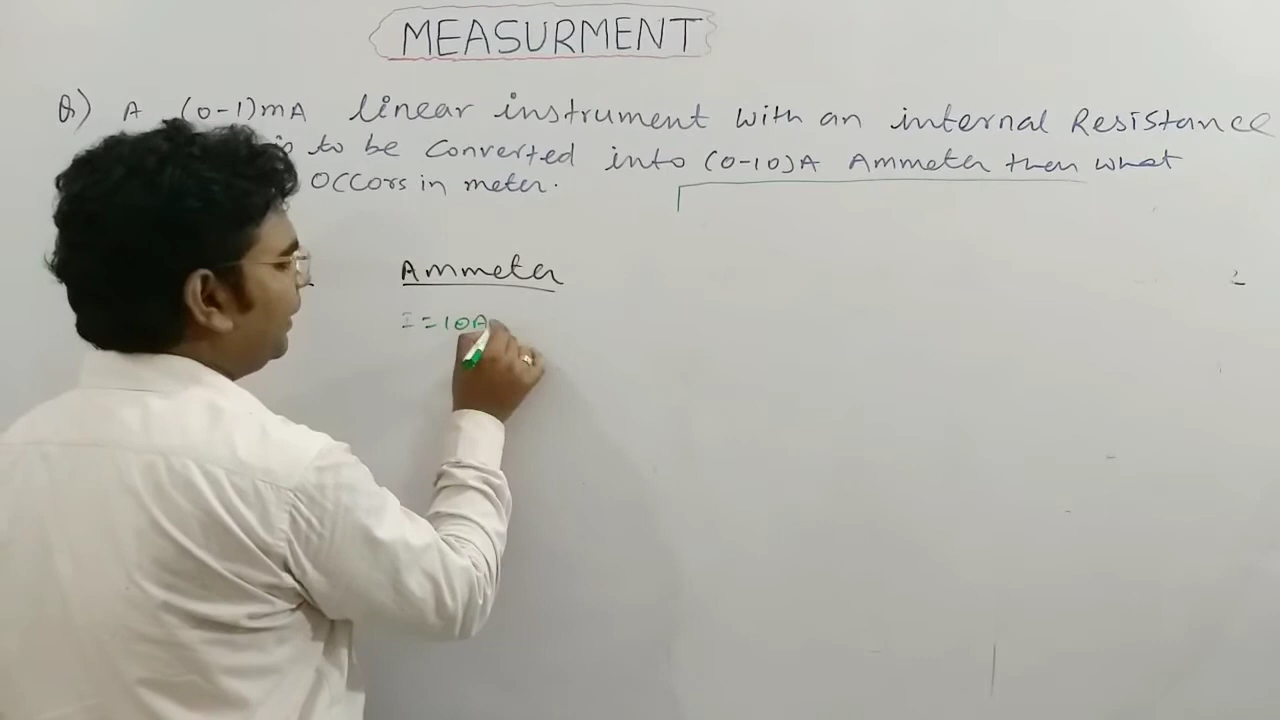 MEASURMENT
Q) A (0-1)mA linear instrument with an internal Resistance
to be converted into (0-10)A Ammeter then what
OCCors in meter.
Ammeter
I=10A